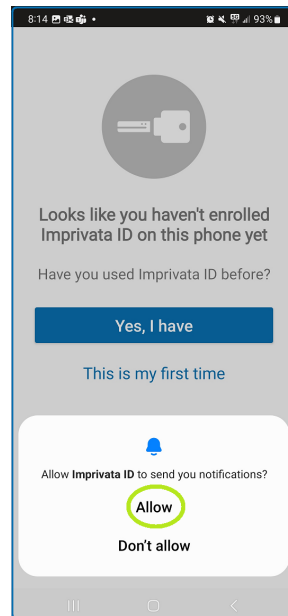 8:14
93%
Looks like you haven't enrolled
Imprivata ID on this phone yet
Have you used Imprivata ID before?
Yes, I have
This is my first time
Allow Imprivata ID to send you notifications?
Allow
Don't allow